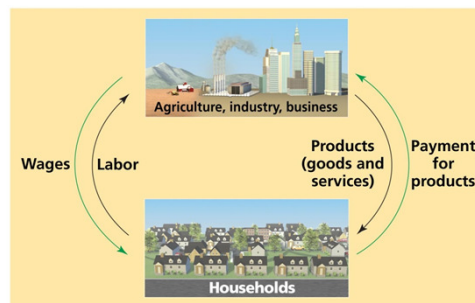 Agriculture, industry, business
Wages
Labor
Products
(goods and
services)
Payment
for
products
Households